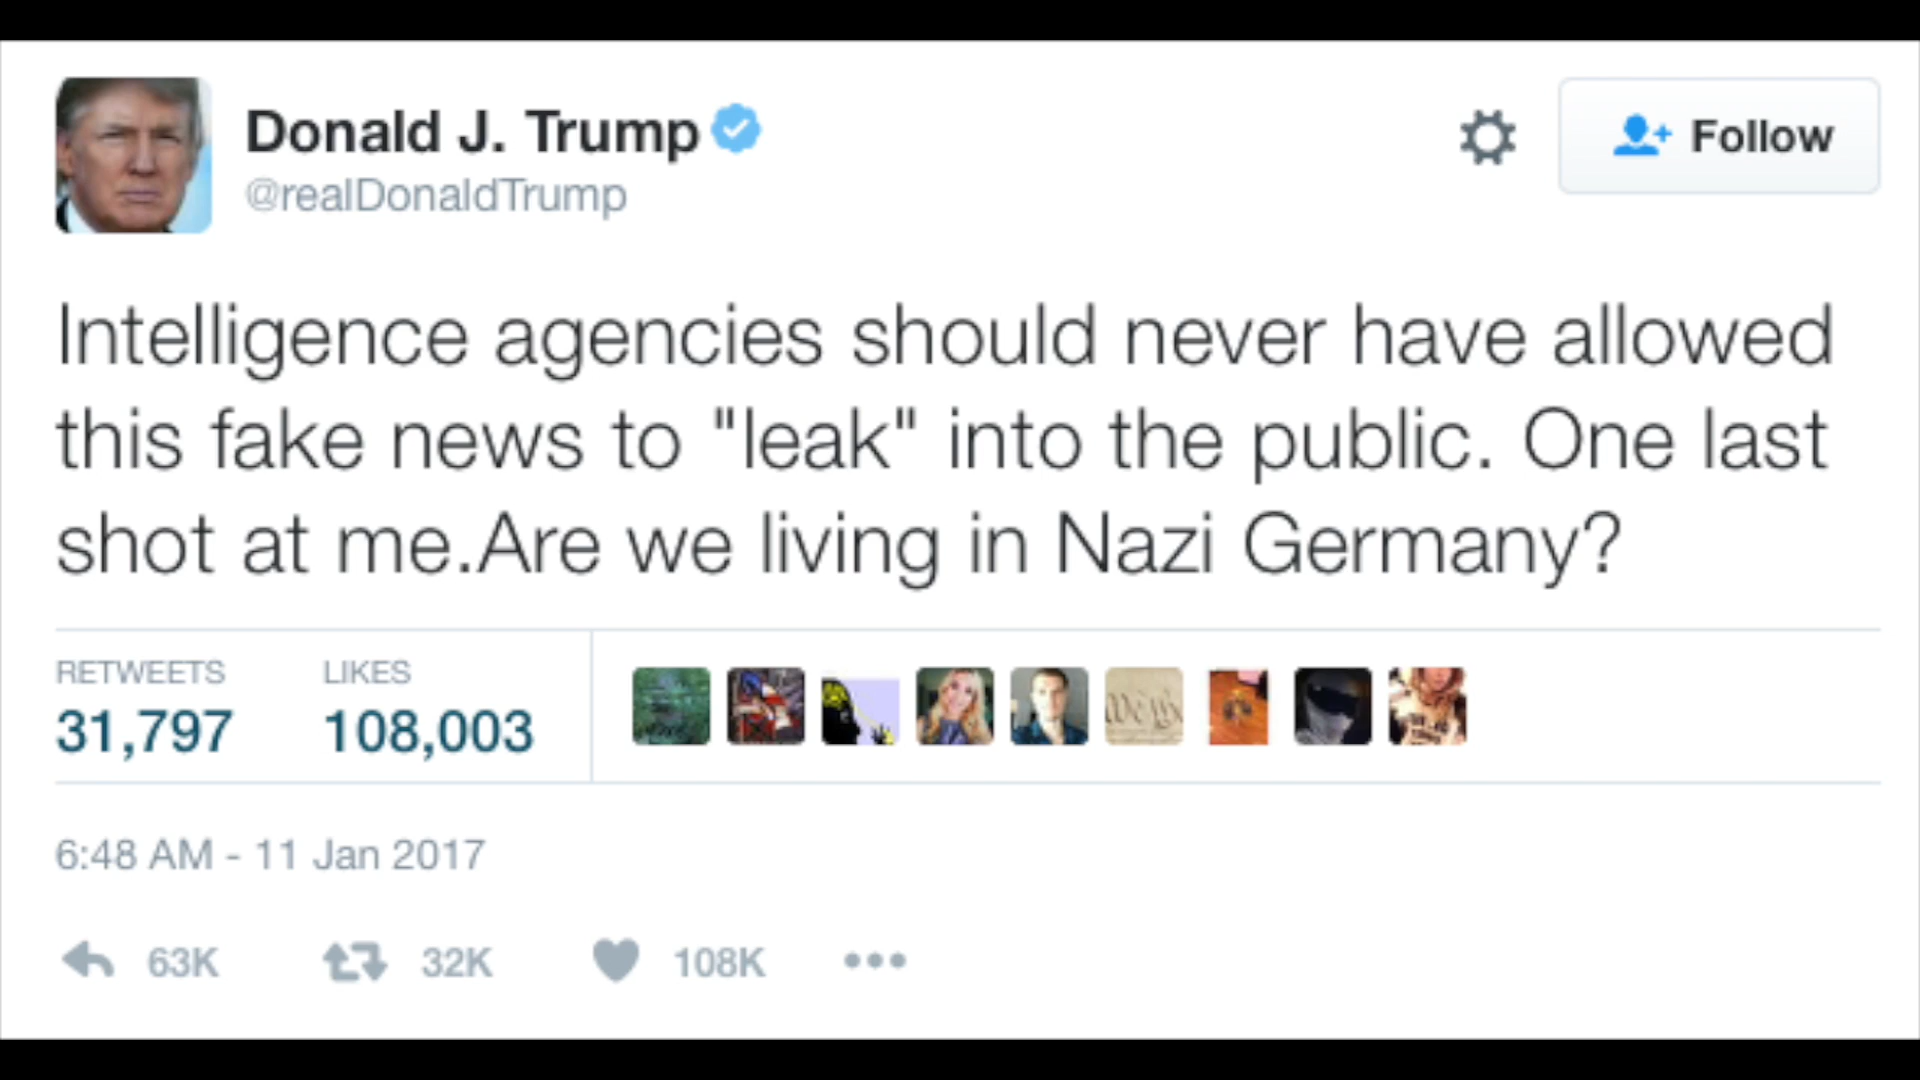 Donald J. Trump
@realDonaldTrump
Follow
Intelligence agencies should never have allowed
this fake news to "leak" into the public. One last
shot at me.Are we living in Nazi Germany?
RETWEETS LIKES
31,797 108,003
We the
6:48 AM - 11 Jan 2017
63K 32K 108K